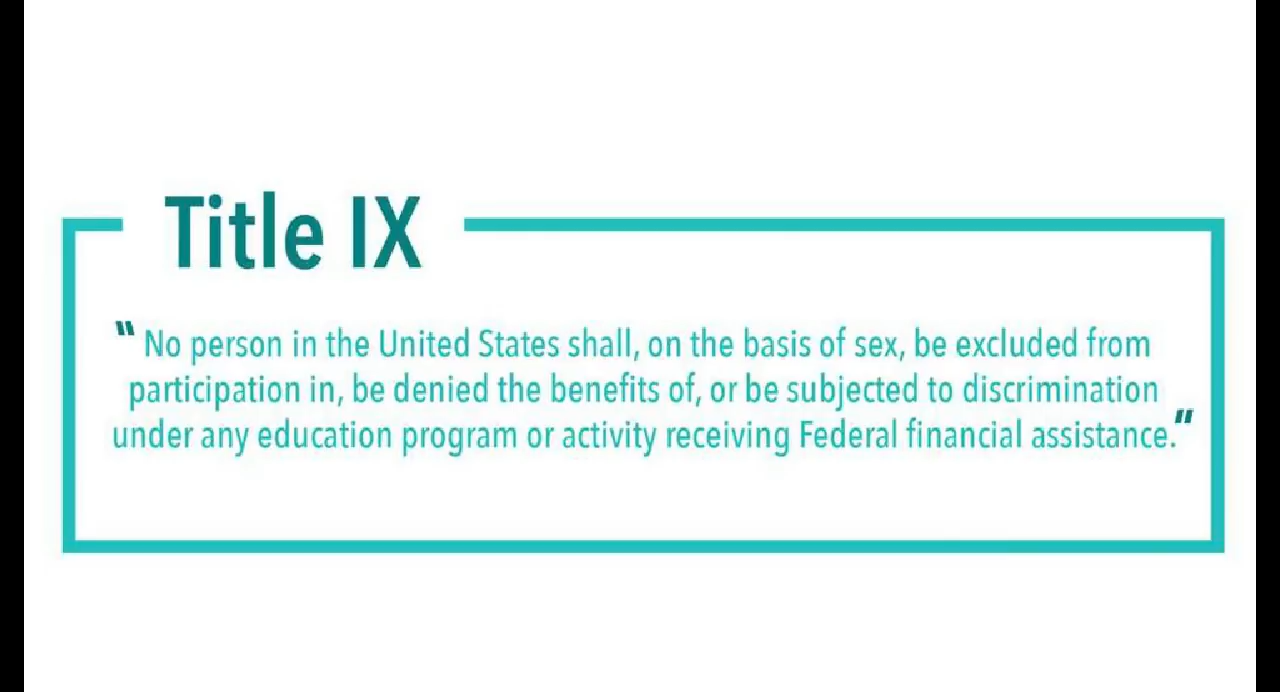 Title IX
“ No person in the United States shall, on the basis of sex, be excluded from
participation in, be denied the benefits of, or be subjected to discrimination
under any education program or activity receiving Federal financial assistance.”